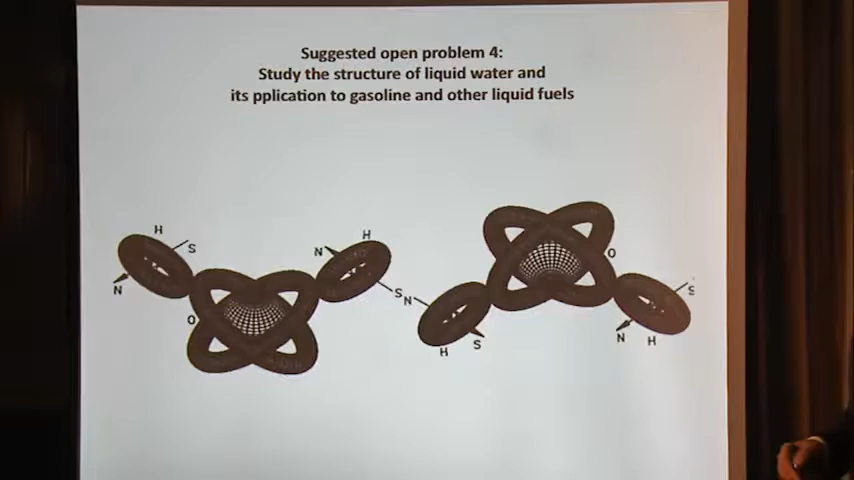 Suggested open problem 4:
Study the structure of liquid water and
its pplication to gasoline and other liquid fuels
H
S
N
O
H
N
S
N
H
S
O
S
N
H